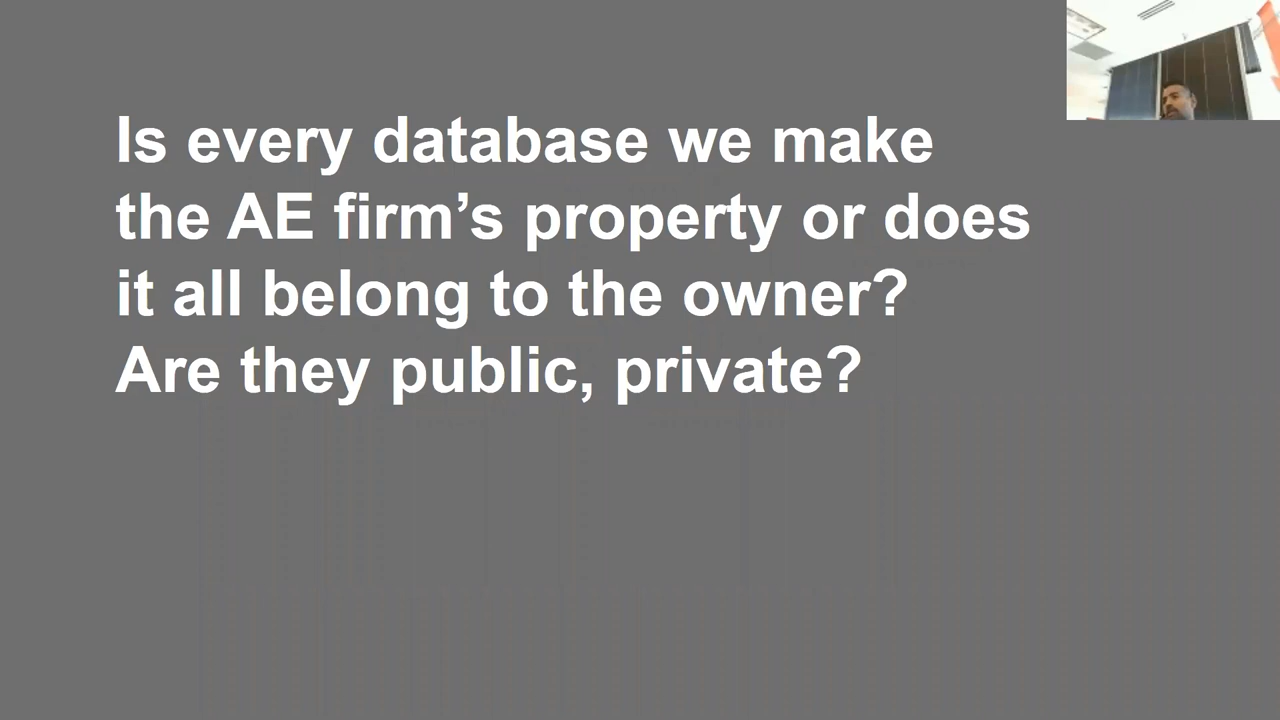 Is every database we make
the AE firm’s property or does
it all belong to the owner?
Are they public, private?